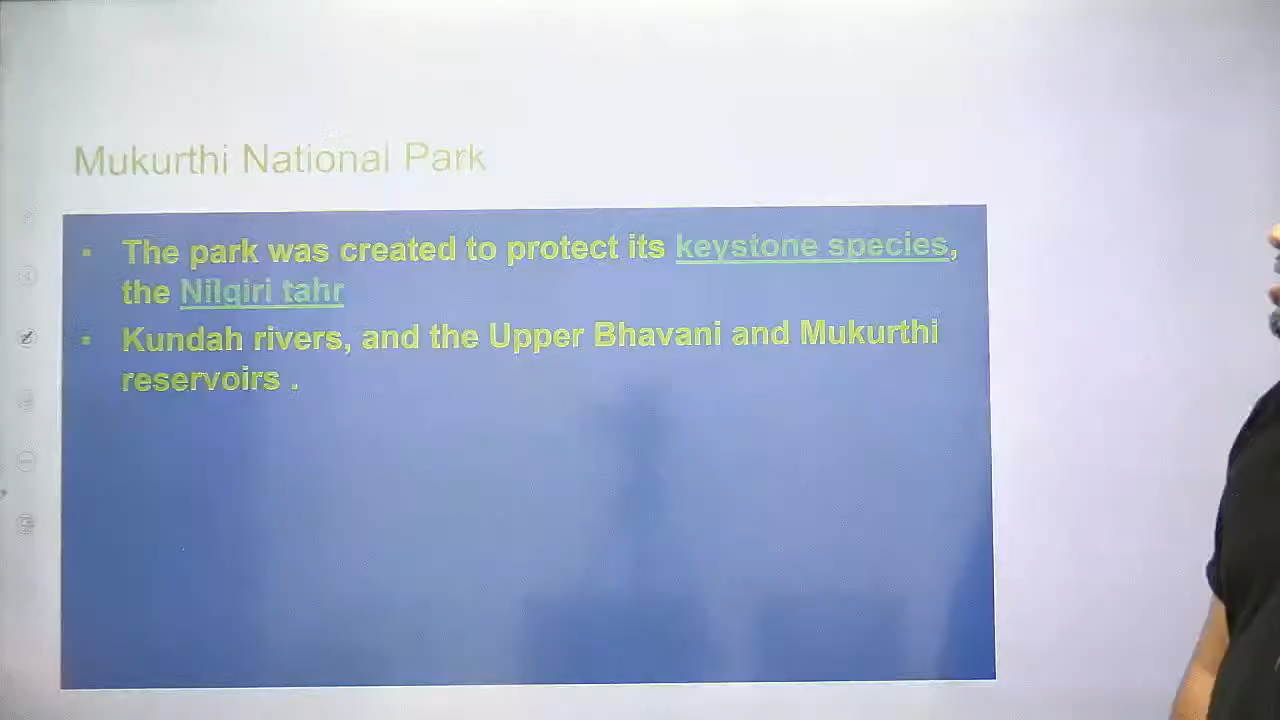 Mukurthi National Park
The park was created to protect its keystone species,
the Nilgiri tahr
Kundah rivers, and the Upper Bhavani and Mukurthi
reservoirs .